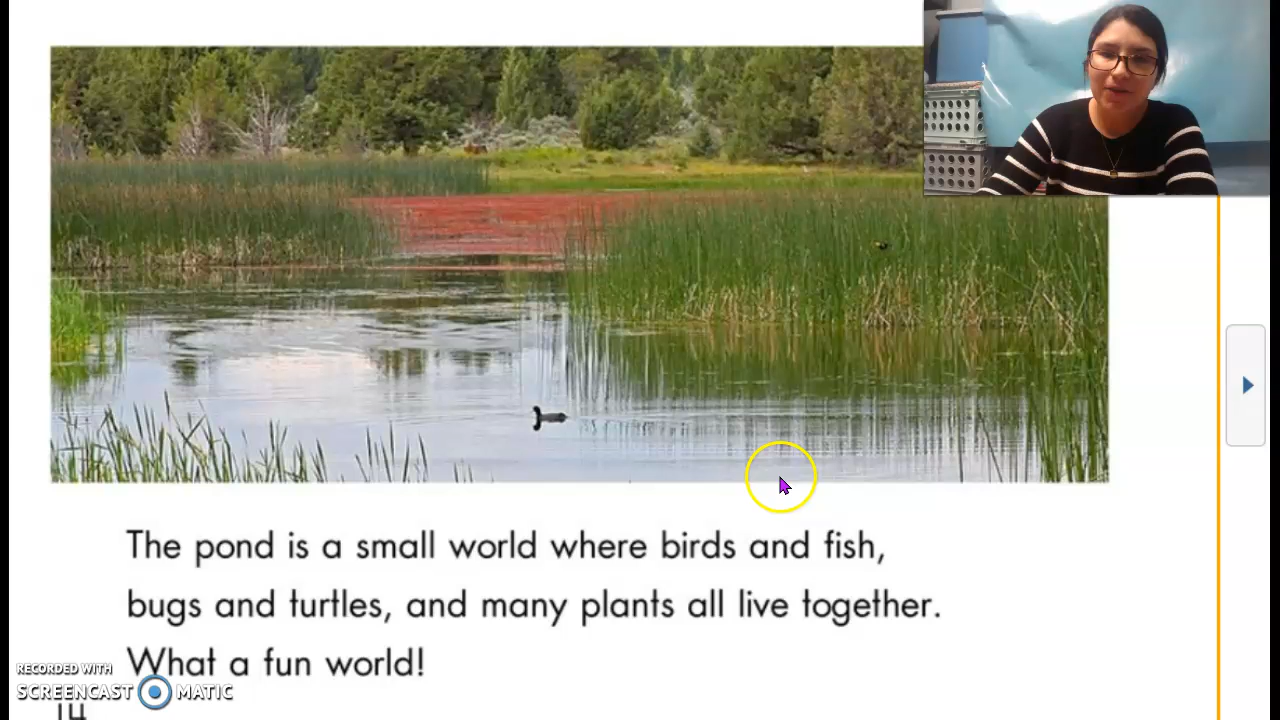 The pond is a small world where birds and fish,
bugs and turtles, and many plants all live together.
What a fun world!
RECORDED WITH
SCREENCAST MATIC
14